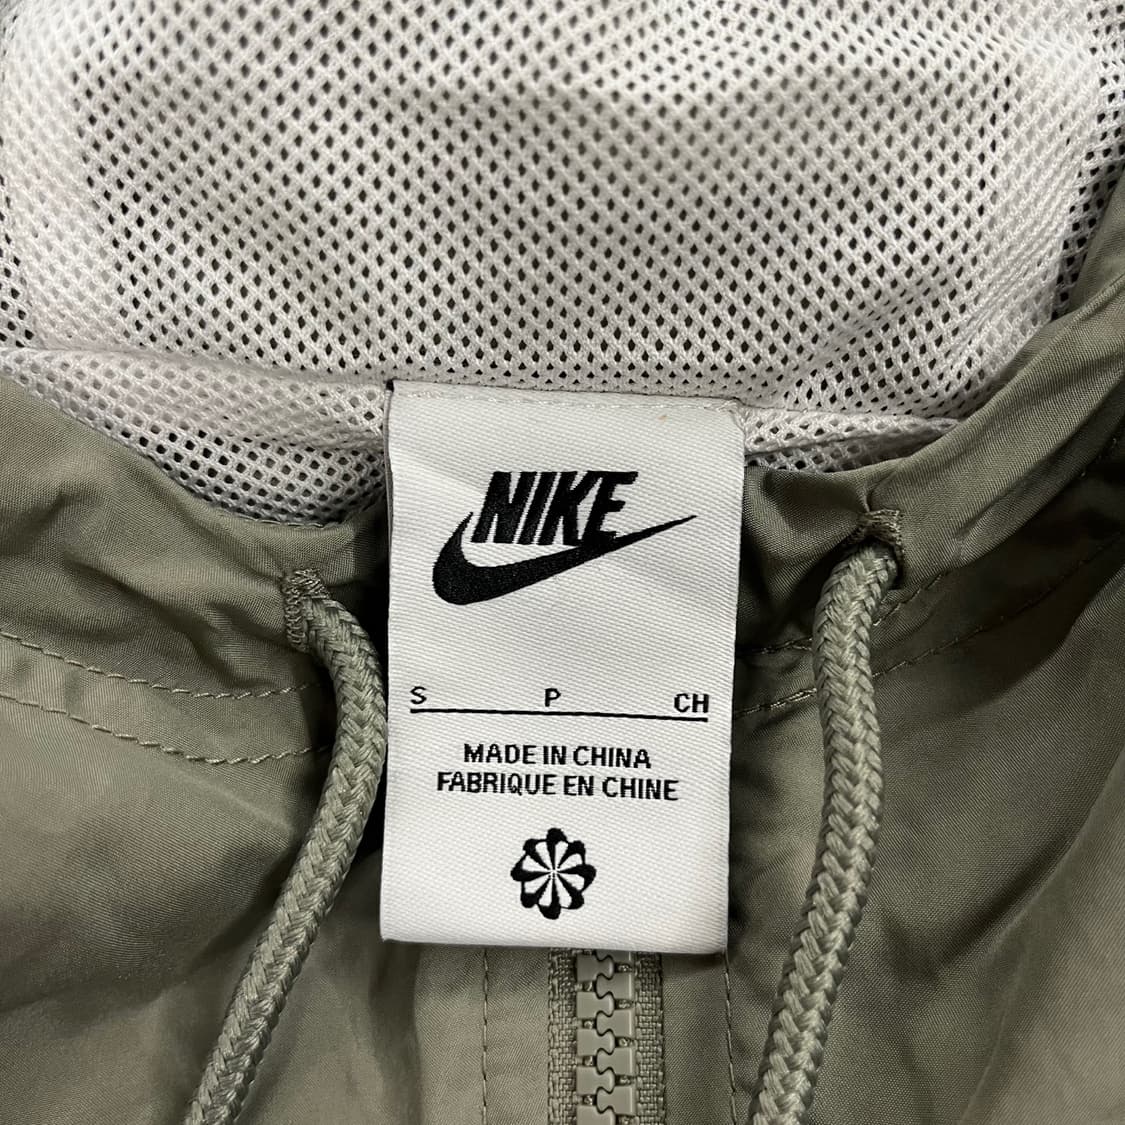 NIKE
S P CH
MADE IN CHINA
FABRIQUE EN CHINE